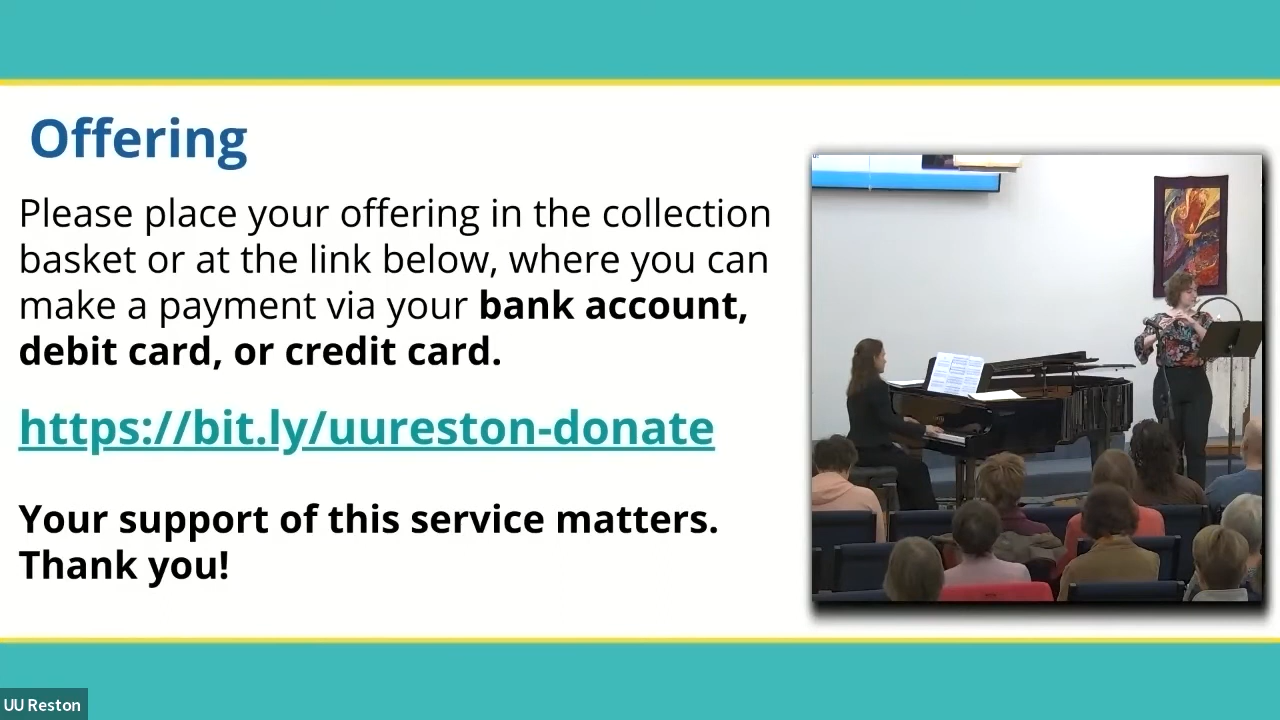 Offering
Please place your offering in the collection
basket or at the link below, where you can
make a payment via your bank account,
debit card, or credit card.
https://bit.ly/uureston-donate
Your support of this service matters.
Thank you!
UU Reston